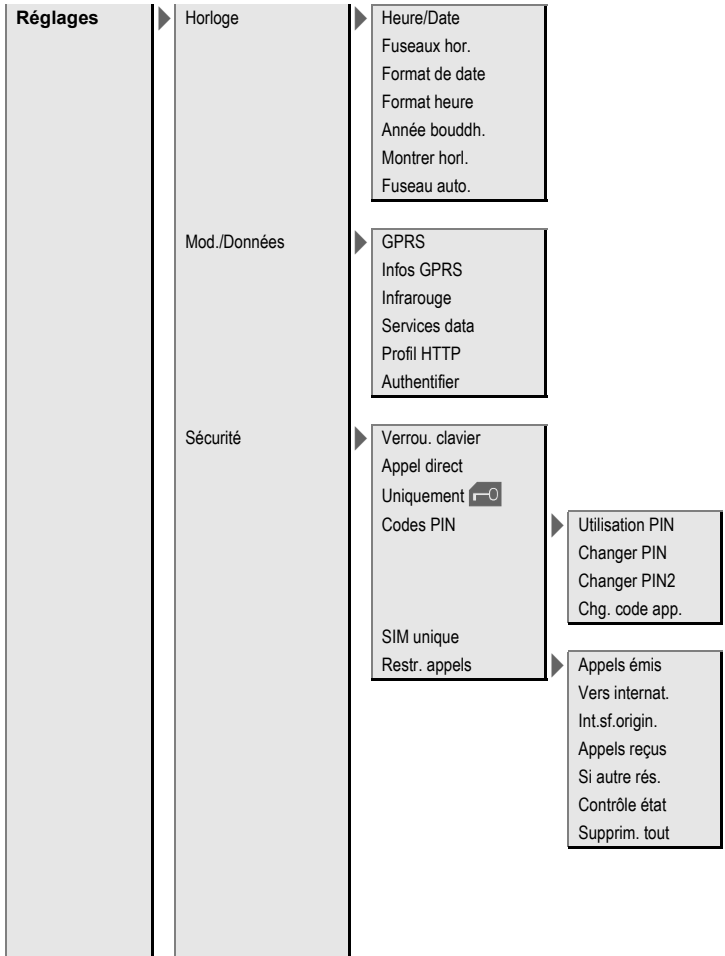 Réglages
Horloge
Heure/Date
Fuseaux hor.
Format de date
Format heure
Année bouddh.
Montrer horl.
Fuseau auto.
Mod./Données
GPRS
Infos GPRS
Infrarouge
Services data
Profil HTTP
Authentifier
Sécurité
Verrou. clavier
Appel direct
Uniquement
Codes PIN
Utilisation PIN
Changer PIN
Changer PIN2
Chg. code app.
SIM unique
Restr. appels
Appels émis
Vers internat.
Int.sf.origin.
Appels reçus
Si autre rés.
Contrôle état
Supprim. tout